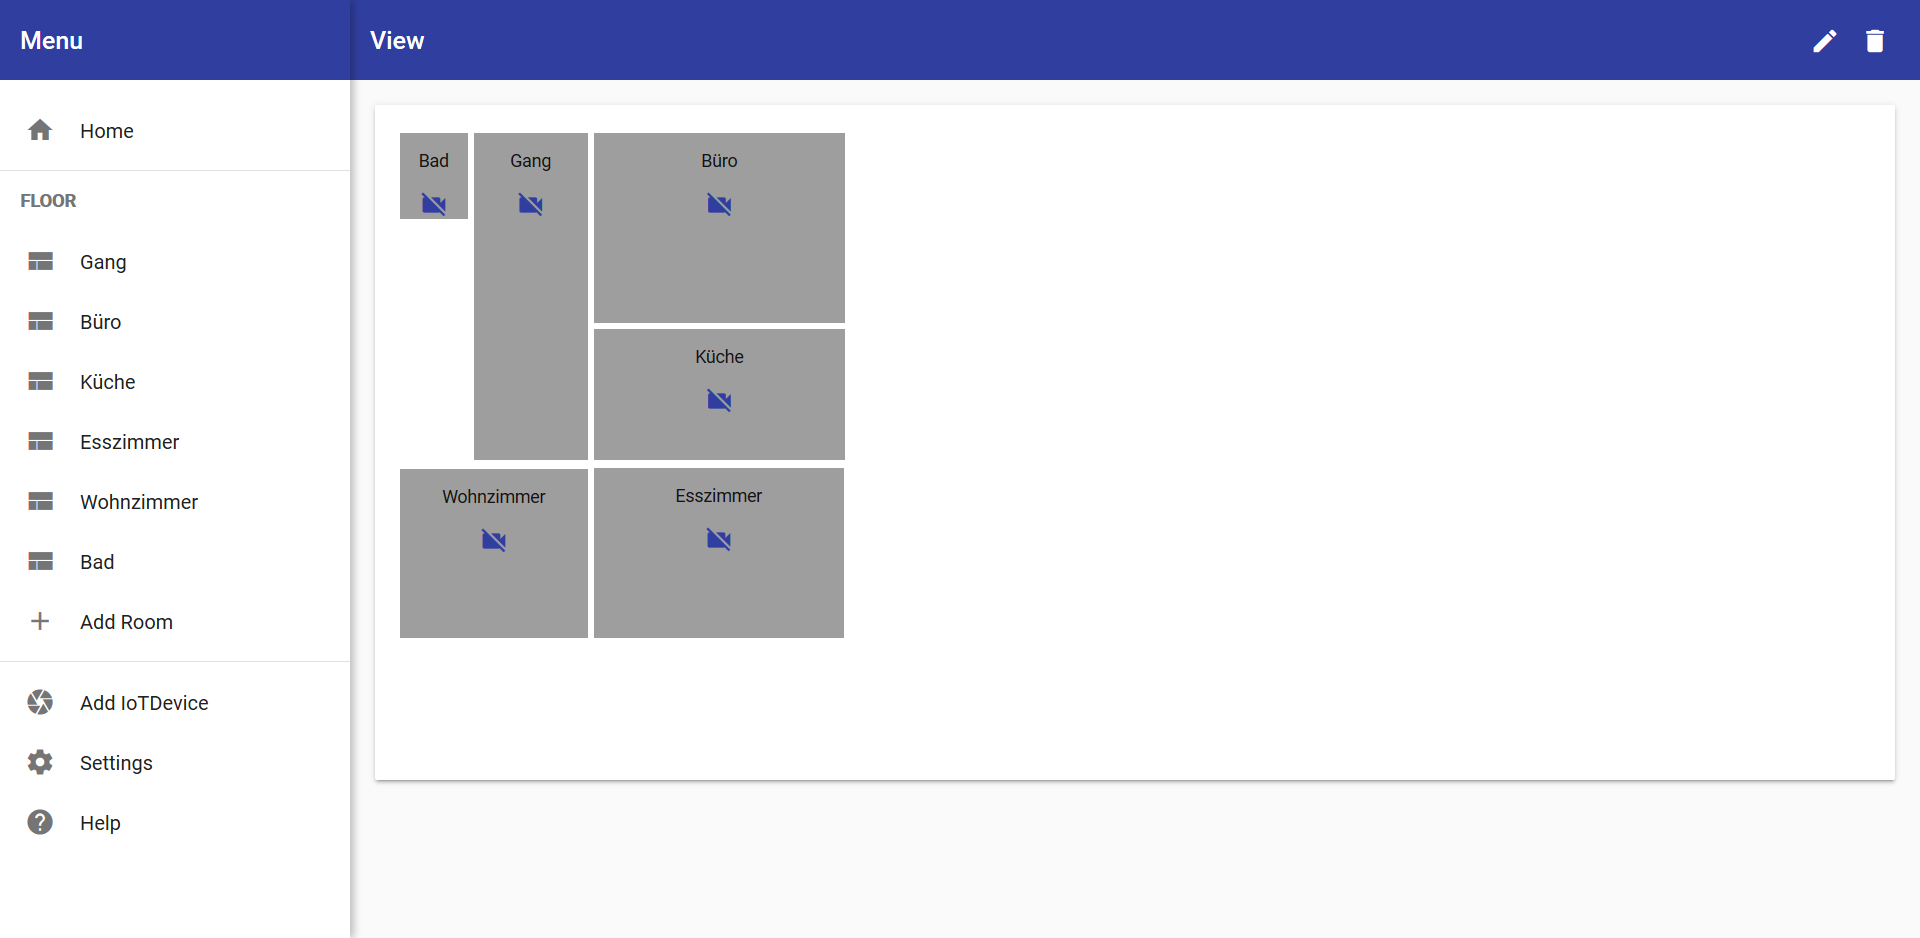 Menu
View
Home
FLOOR
Gang
Büro
Küche
Esszimmer
Wohnzimmer
Bad
Add Room
Add IoTDevice
Settings
Help
Bad
Gang
Büro
Küche
Wohnzimmer
Esszimmer